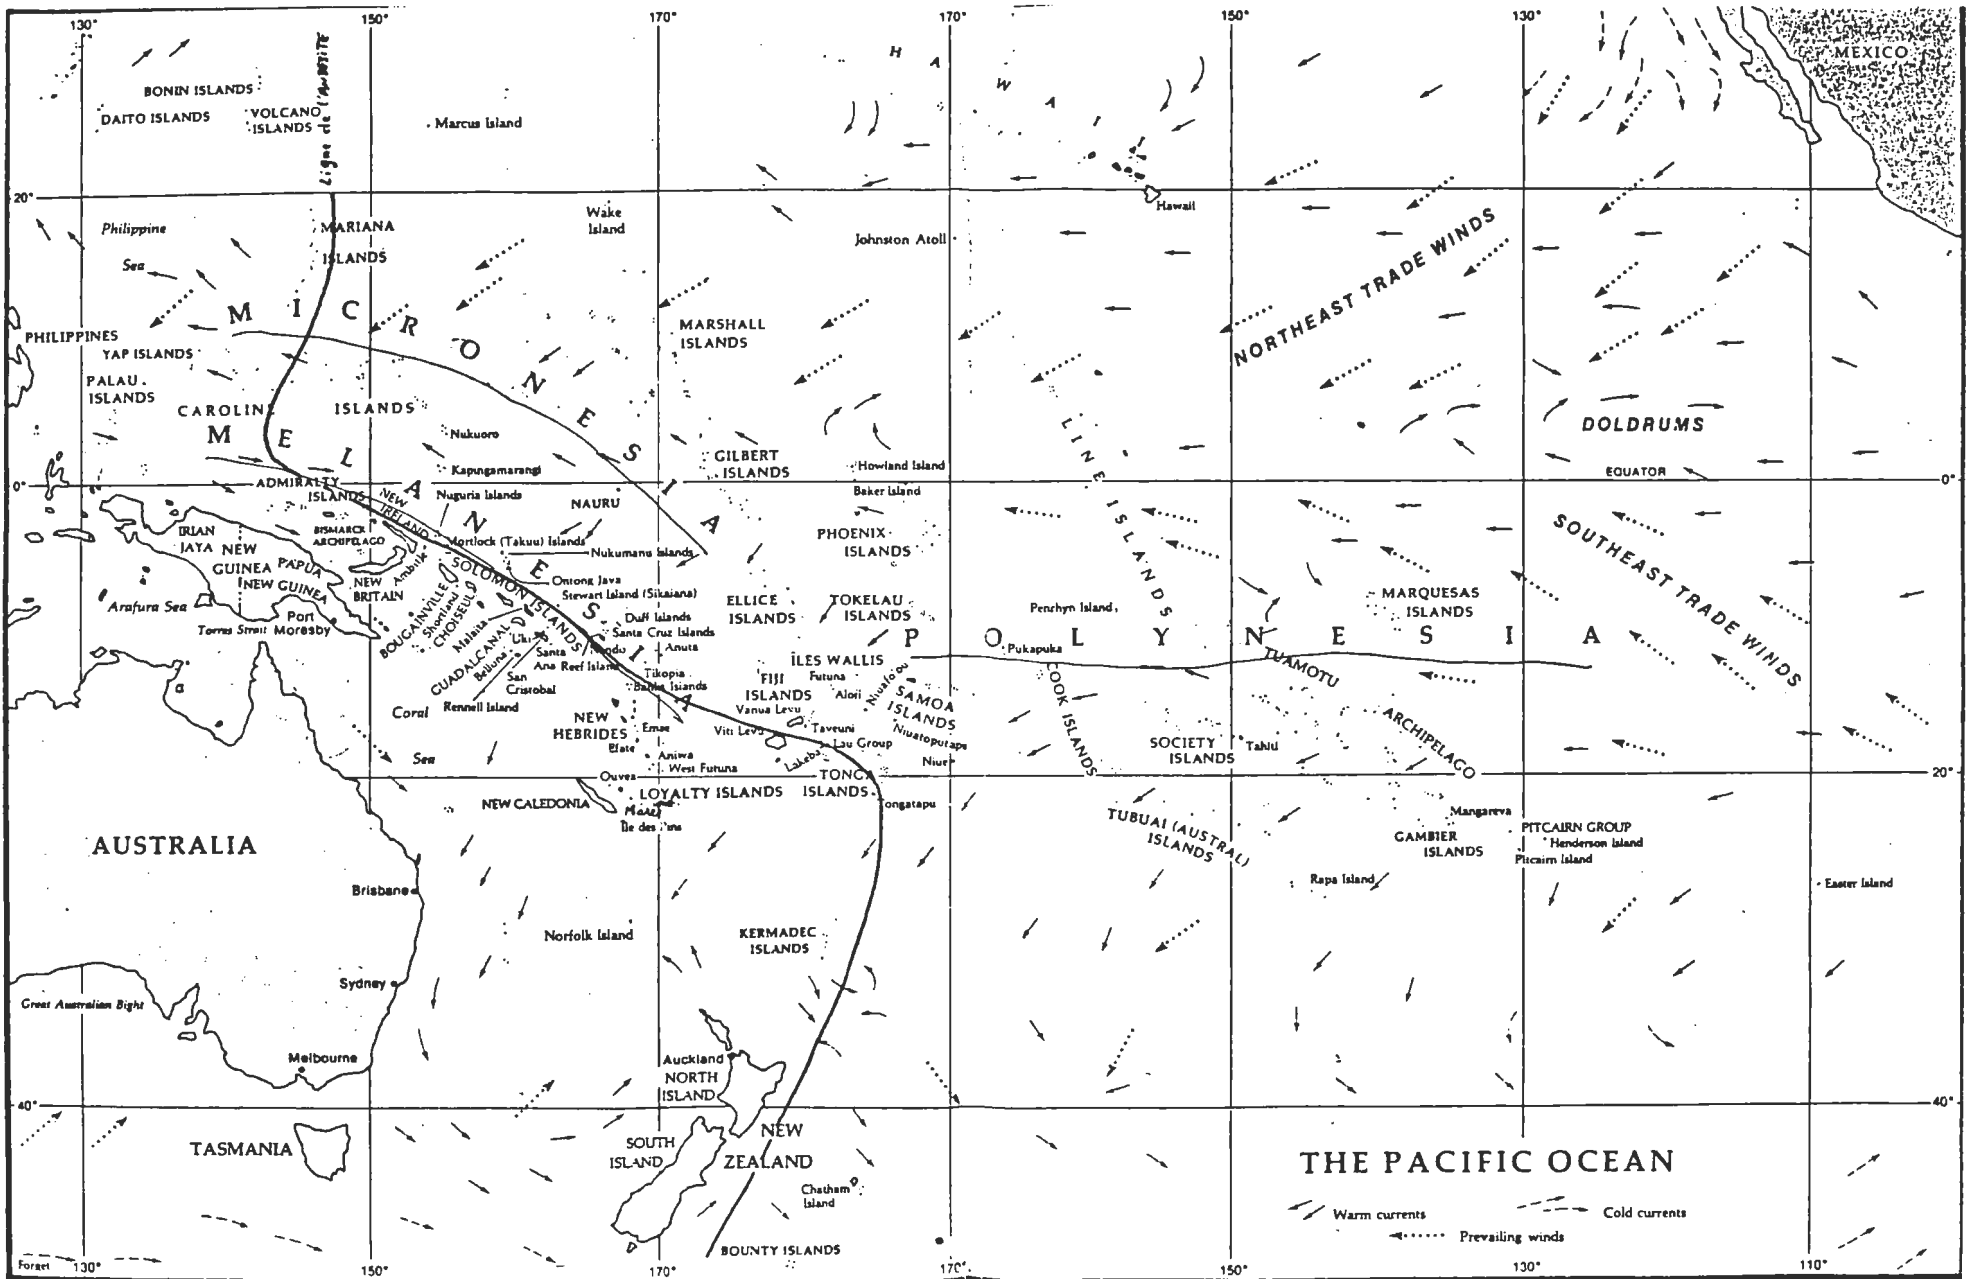 130°
150°
170°
170°
150°
130°
H A W A I I
MEXICO
BONIN ISLANDS
DAITO ISLANDS
VOLCANO
ISLANDS
Ligne de l'Andésite
Marcus Island
20°
Hawaii
Philippine
Sea
MARIANA
ISLANDS
Wake
Island
Johnston Atoll
NORTHEAST TRADE WINDS
MICRONESIA
PHILIPPINES
YAP ISLANDS
PALAU
ISLANDS
MARSHALL
ISLANDS
CAROLINE
ISLANDS
MELANESIA
Nukuoro
Kapingamarangi
GILBERT
ISLANDS
Howland Island
Baker Island
LINE ISLANDS
DOLDRUMS
EQUATOR
0°
0°
ADMIRALTY
ISLANDS
NEW
IRELAND
Nuguria Islands
NAURU
BISMARCK
ARCHIPELAGO
IRIAN
JAYA
NEW
GUINEA
PAPUA
NEW GUINEA
Mortlock (Takuu) Islands
Nukumanu Islands
PHOENIX
ISLANDS
SOUTHEAST TRADE WINDS
NEW
BRITAIN
Ambitle
SOLOMON ISLANDS
Ontong Java
Stewart Island (Sikaiana)
Arafura Sea
Torres Strait
Port
Moresby
BOUGAINVILLE
Shortland
CHOISEUL
Malaita
GUADALCANAL
Bellona
Uki
Santa
Ana
Reef Island
San
Cristobal
Rennell Island
Duff Islands
Santa Cruz Islands
Anuta
Tikopia
Banks Islands
ELLICE
ISLANDS
TOKELAU
ISLANDS
Penrhyn Island
MARQUESAS
ISLANDS
POLYNESIA
Pukapuka
ÎLES WALLIS
Futuna
Alofi
Niuafo'ou
FIJI
ISLANDS
Vanua Levu
Taveuni
Viti Levu
Lau Group
Lakeba
SAMOA
ISLANDS
Niuatoputapu
Niue
COOK ISLANDS
TUAMOTU
ARCHIPELAGO
SOCIETY
ISLANDS
Tahiti
Coral
Sea
NEW
HEBRIDES
Emae
Efate
Aniwa
West Futuna
Ouvea
LOYALTY ISLANDS
TONGA
ISLANDS
20°
NEW CALEDONIA
Maré
Île des Pins
Tongatapu
TUBUAI (AUSTRAL)
ISLANDS
Mangareva
GAMBIER
ISLANDS
PITCAIRN GROUP
Henderson Island
Pitcairn Island
AUSTRALIA
Brisbane
Rapa Island
Easter Island
Norfolk Island
KERMADEC
ISLANDS
Sydney
Great Australian Bight
Melbourne
Auckland
NORTH
ISLAND
40°
40°
TASMANIA
SOUTH
ISLAND
NEW
ZEALAND
Chatham
Island
BOUNTY ISLANDS
THE PACIFIC OCEAN
Warm currents
Cold currents
Prevailing winds
Forget
130°
150°
170°
170°
150°
130°
110°